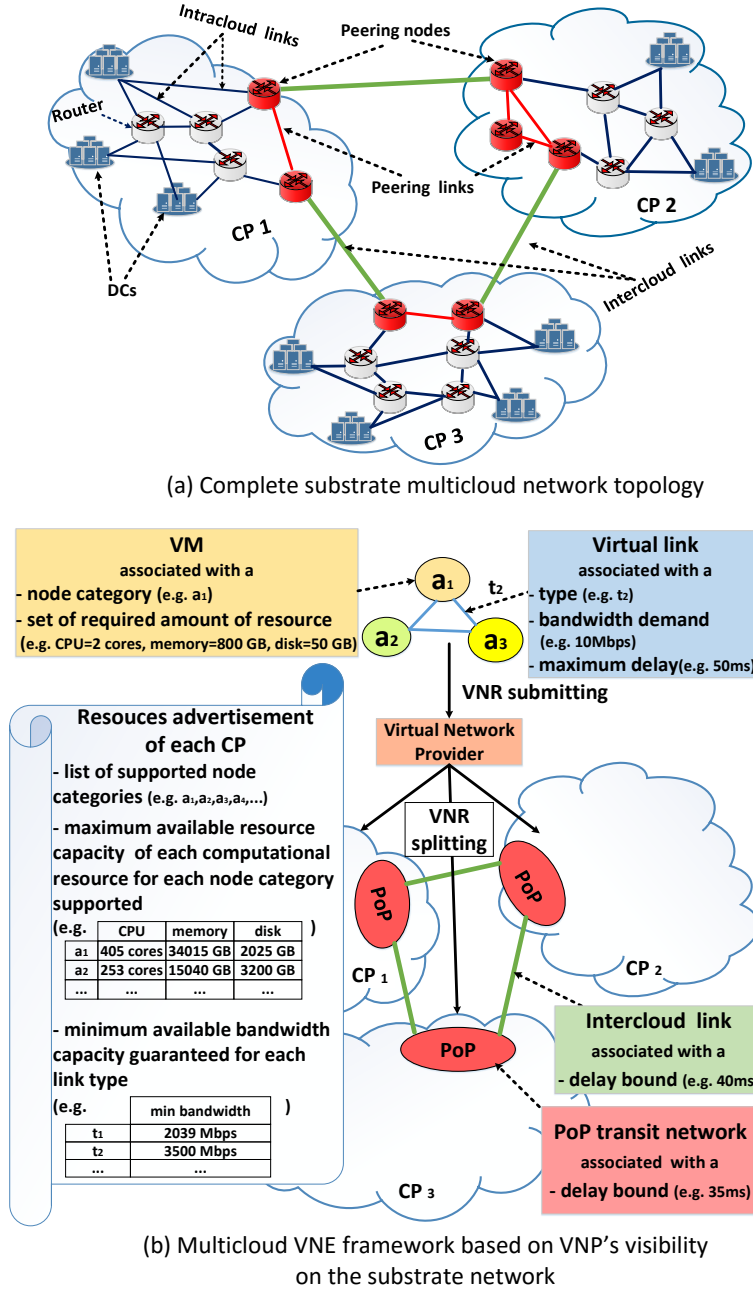 Intracloud links
Peering nodes
Router
Peering links
CP 1
CP 2
DCs
Intercloud links
CP 3
(a) Complete substrate multicloud network topology
VM
associated with a
- node category (e.g. a₁)
- set of required amount of resource
(e.g. CPU=2 cores, memory=800 GB, disk=50 GB)
a₁
t₂
a₂
a₃
Virtual link
associated with a
- type (e.g. t₂)
- bandwidth demand
(e.g. 10Mbps)
- maximum delay(e.g. 50ms)
VNR submitting
Virtual Network
Provider
VNR
splitting
Resouces advertisement
of each CP
- list of supported node
categories (e.g. a₁,a₂,a₃,a₄,...)
- maximum available resource
capacity of each computational
resource for each node category
supported
(e.g. )
CPU memory disk
a₁ 405 cores 34015 GB 2025 GB
a₂ 253 cores 15040 GB 3200 GB
... ... ... ...
- minimum available bandwidth
capacity guaranteed for each
link type
(e.g. )
min bandwidth
t₁ 2039 Mbps
t₂ 3500 Mbps
... ...
PoP
PoP
CP 1
CP 2
PoP
CP 3
Intercloud link
associated with a
- delay bound (e.g. 40ms
PoP transit network
associated with a
- delay bound (e.g. 35ms)
(b) Multicloud VNE framework based on VNP's visibility
on the substrate network